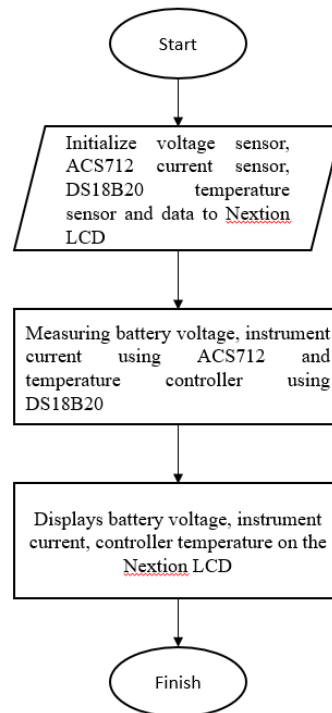 Start
Initialize voltage sensor,
ACS712 current sensor,
DS18B20 temperature
sensor and data to Nextion
LCD
Measuring battery voltage, instrument
current using ACS712 and
temperature controller using
DS18B20
Displays battery voltage, instrument
current, controller temperature on the
Nextion LCD
Finish